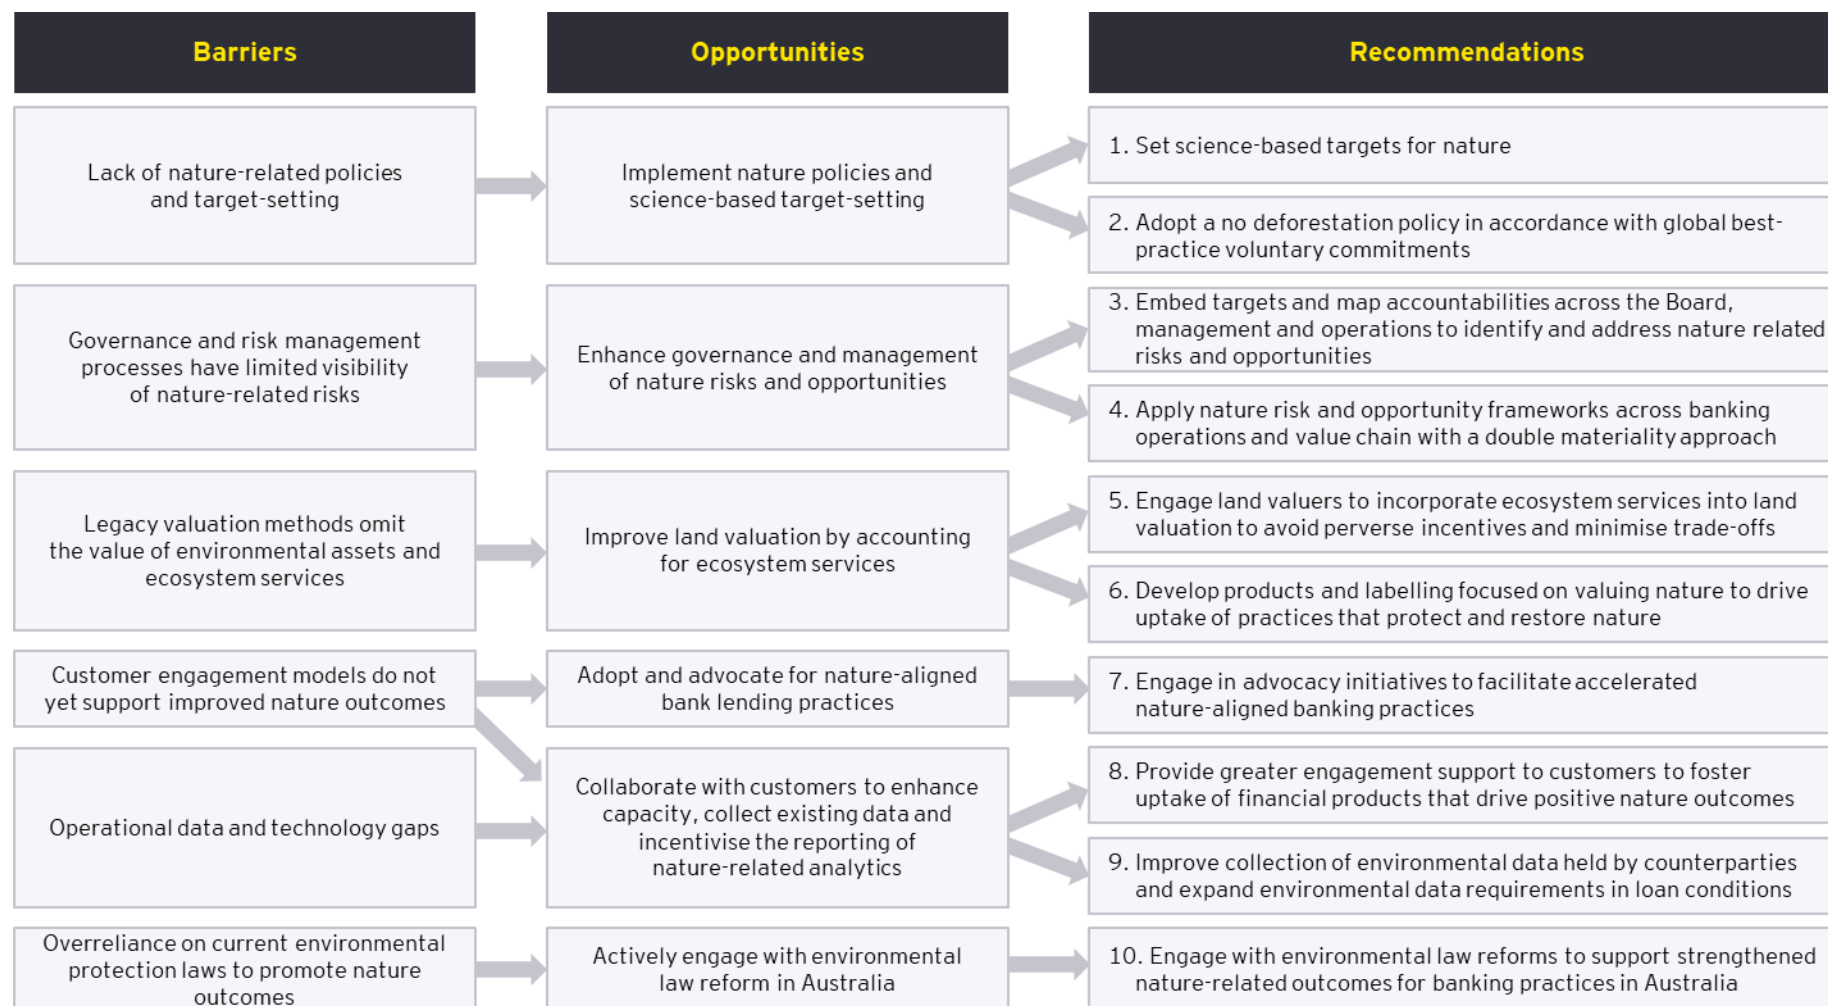 Barriers
Opportunities
Recommendations
Lack of nature-related policies
and target-setting
Implement nature policies and
science-based target-setting
1. Set science-based targets for nature
2. Adopt a no deforestation policy in accordance with global best-
practice voluntary commitments
Governance and risk management
processes have limited visibility
of nature-related risks
Enhance governance and management
of nature risks and opportunities
3. Embed targets and map accountabilities across the Board,
management and operations to identify and address nature related
risks and opportunities
4. Apply nature risk and opportunity frameworks across banking
operations and value chain with a double materiality approach
Legacy valuation methods omit
the value of environmental assets and
ecosystem services
Improve land valuation by accounting
for ecosystem services
5. Engage land valuers to incorporate ecosystem services into land
valuation to avoid perverse incentives and minimise trade-offs
6. Develop products and labelling focused on valuing nature to drive
uptake of practices that protect and restore nature
Customer engagement models do not
yet support improved nature outcomes
Adopt and advocate for nature-aligned
bank lending practices
7. Engage in advocacy initiatives to facilitate accelerated
nature-aligned banking practices
Operational data and technology gaps
Collaborate with customers to enhance
capacity, collect existing data and
incentivise the reporting of
nature-related analytics
8. Provide greater engagement support to customers to foster
uptake of financial products that drive positive nature outcomes
9. Improve collection of environmental data held by counterparties
and expand environmental data requirements in loan conditions
Overreliance on current environmental
protection laws to promote nature
outcomes
Actively engage with environmental
law reform in Australia
10. Engage with environmental law reforms to support strengthened
nature-related outcomes for banking practices in Australia